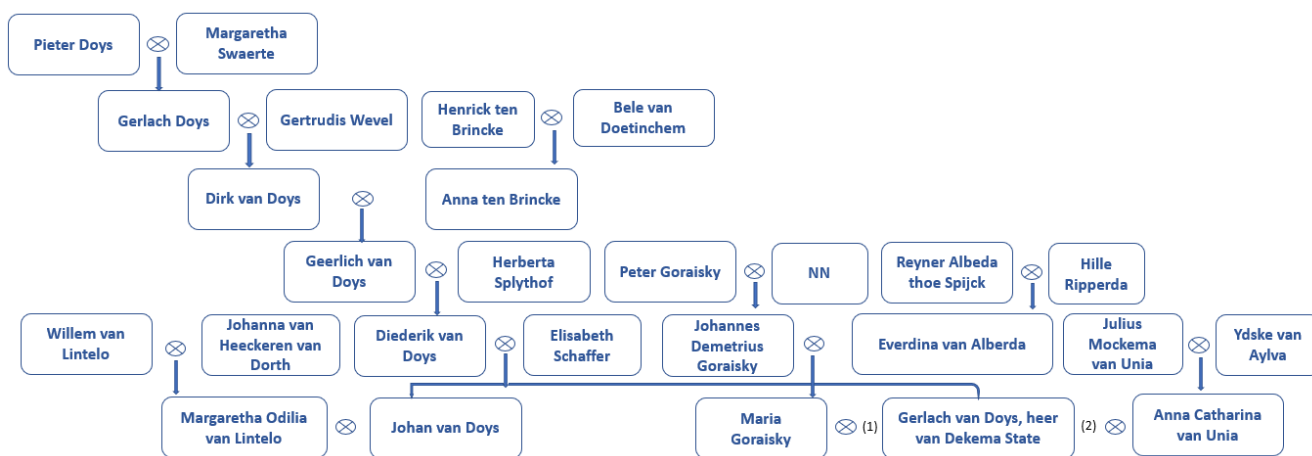 Pieter Doys
Margaretha
Swaerte
Gerlach Doys
Gertrudis Wevel
Henrick ten
Brincke
Bele van
Doetinchem
Dirk van Doys
Anna ten Brincke
Geerlich van
Doys
Herberta
Splythof
Peter Goraisky
NN
Reyner Albeda
thoe Spijck
Hille
Ripperda
Willem van
Lintelo
Johanna van
Heeckeren van
Dorth
Diederik van
Doys
Elisabeth
Schaffer
Johannes
Demetrius
Goraisky
Everdina van Alberda
Julius
Mockema
van Unia
Ydske van
Aylva
Margaretha Odilia
van Lintelo
Johan van Doys
Maria
Goraisky
(1)
Gerlach van Doys, heer
van Dekema State
(2)
Anna Catharina
van Unia